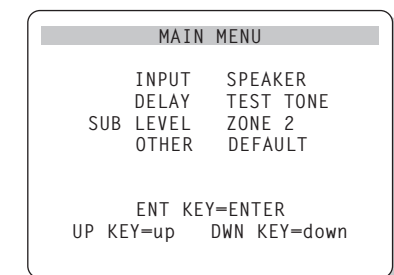 MAIN MENU
INPUT SPEAKER
DELAY TEST TONE
SUB LEVEL ZONE 2
OTHER DEFAULT
ENT KEY=ENTER
UP KEY=up DWN KEY=down